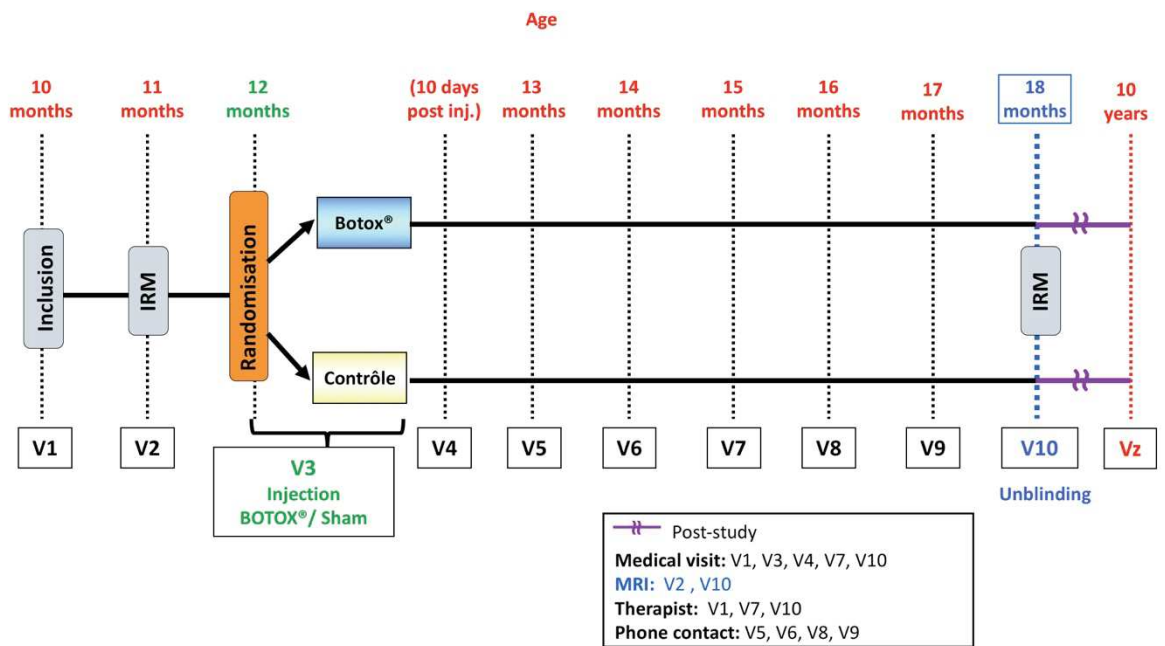 Age
10
months
11
months
12
months
(10 days
post inj.)
13
months
14
months
15
months
16
months
17
months
18
months
10
years
Inclusion
IRM
Randomisation
Botox®
Contrôle
IRM
V1
V2
V3
Injection
BOTOX®/ Sham
V4
V5
V6
V7
V8
V9
V10
Unblinding
Vz
Post-study
Medical visit: V1, V3, V4, V7, V10
MRI: V2 , V10
Therapist: V1, V7, V10
Phone contact: V5, V6, V8, V9